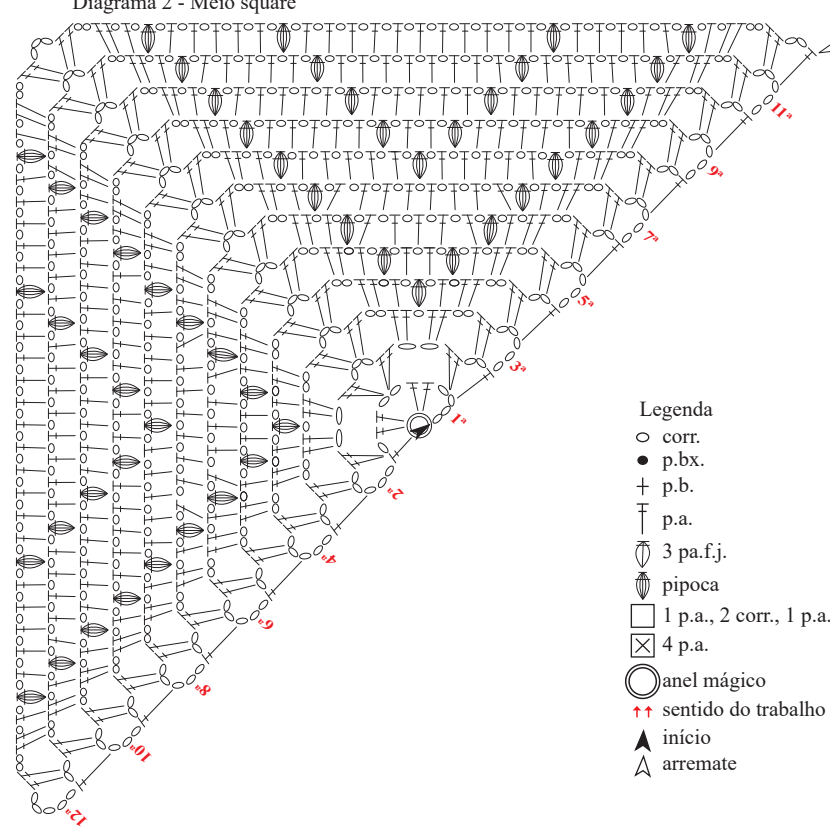 Diagrama 2 - Meio square
11ª
9ª
7ª
5ª
3ª
1ª
2ª
4ª
6ª
8ª
10ª
12ª
Legenda
corr.
p.bx.
p.b.
p.a.
3 pa.f.j.
pipoca
1 p.a., 2 corr., 1 p.a.
4 p.a.
anel mágico
sentido do trabalho
início
arremate